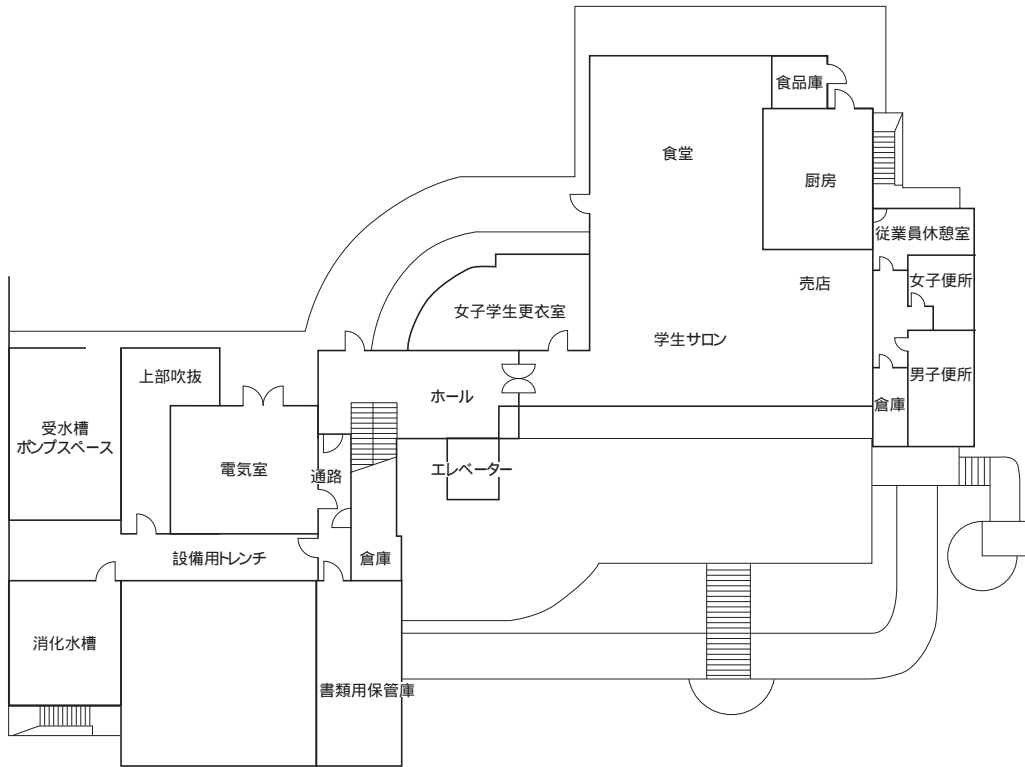 食品庫
食堂
厨房
従業員休憩室
女子便所
売店
女子学生更衣室
学生サロン
上部吹抜
男子便所
ホール
倉庫
受水槽
ポンプスペース
電気室
エレベーター
通路
設備用トレンチ
倉庫
消化水槽
書類用保管庫